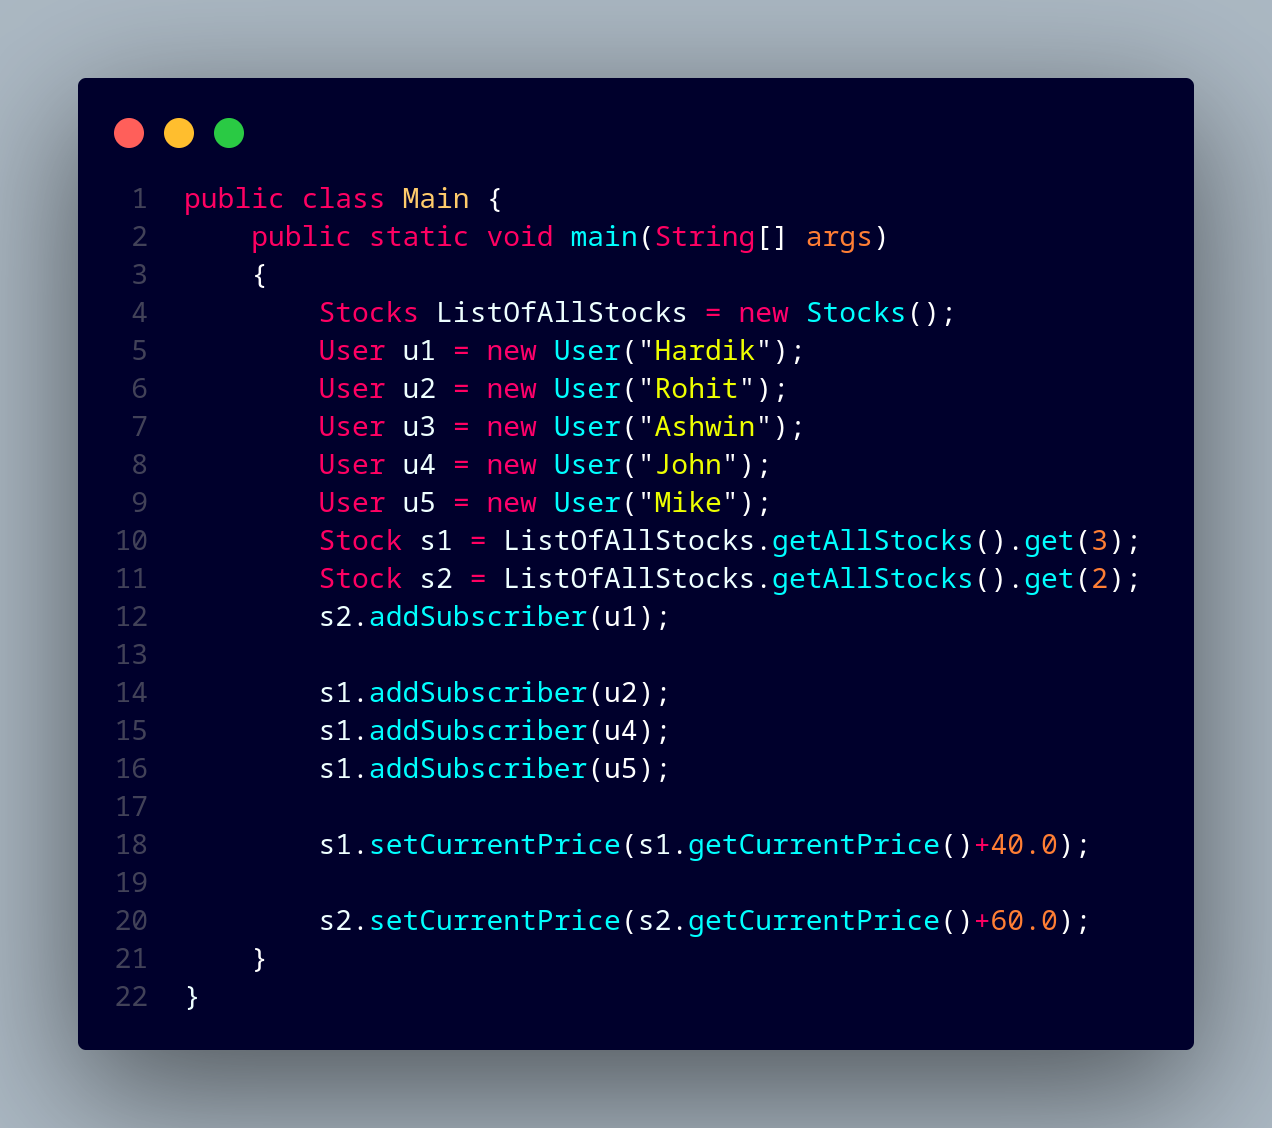 1 public class Main {
2     public static void main(String[] args)
3     {
4         Stocks ListOfAllStocks = new Stocks();
5         User u1 = new User("Hardik");
6         User u2 = new User("Rohit");
7         User u3 = new User("Ashwin");
8         User u4 = new User("John");
9         User u5 = new User("Mike");
10         Stock s1 = ListOfAllStocks.getAllStocks().get(3);
11         Stock s2 = ListOfAllStocks.getAllStocks().get(2);
12         s2.addSubscriber(u1);
13
14         s1.addSubscriber(u2);
15         s1.addSubscriber(u4);
16         s1.addSubscriber(u5);
17
18         s1.setCurrentPrice(s1.getCurrentPrice()+40.0);
19
20         s2.setCurrentPrice(s2.getCurrentPrice()+60.0);
21     }
22 }